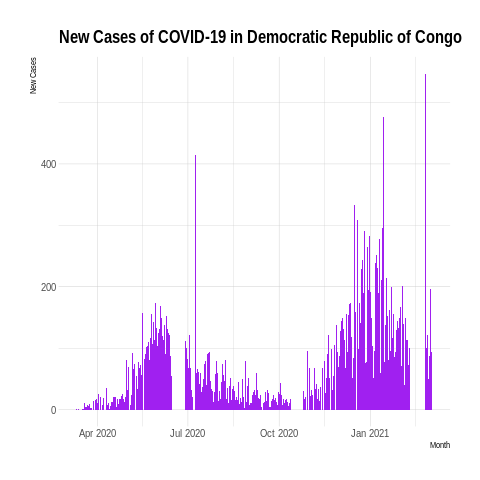 New Cases of COVID-19 in Democratic Republic of Congo
New Cases
400
200
0
Apr 2020
Jul 2020
Oct 2020
Jan 2021
Month